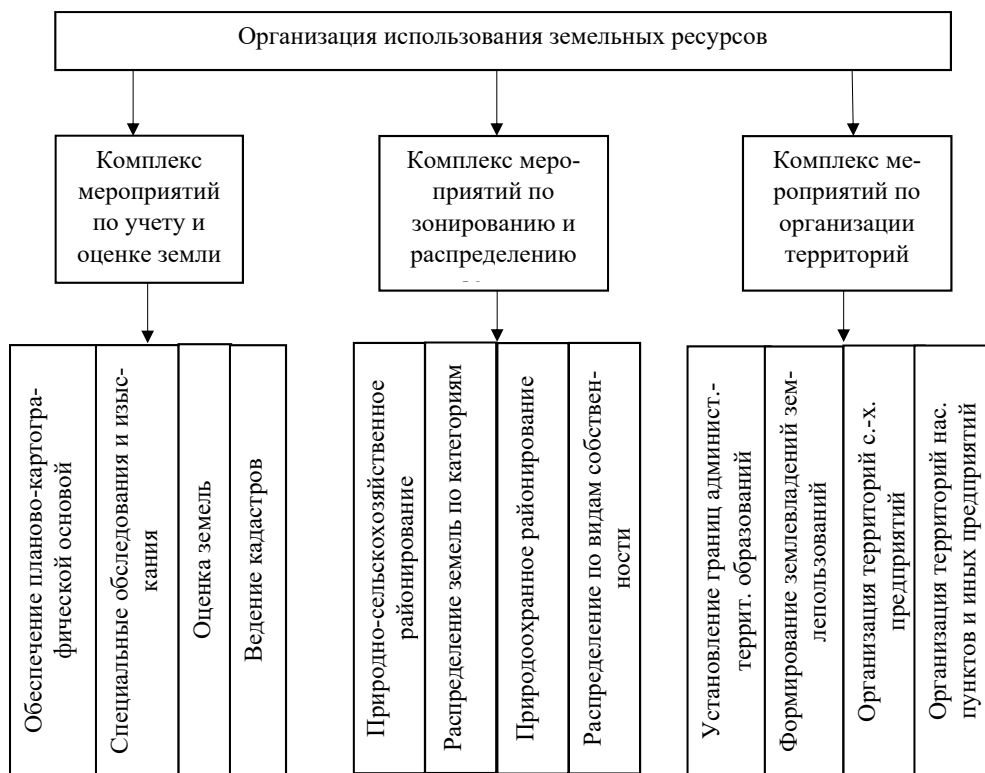 Организация использования земельных ресурсов
Комплекс
мероприятий
по учету и
оценке земли
Комплекс меро-
приятий по
зонированию и
распределению
Комплекс ме-
роприятий по
организации
территорий
Обеспечение планово-картогра-
фической основой
Специальные обследования и изыс-
кания
Оценка земель
Ведение кадастров
Природно-сельскохозяйственное
районирование
Распределение земель по категориям
Природоохранное районирование
Распределение по видам собствен-
ности
Установление границ админист.-
террит. образований
Формирование землевладений зем-
лепользований
Организация территорий с.-х.
предприятий
Организация территорий нас.
пунктов и иных предприятий